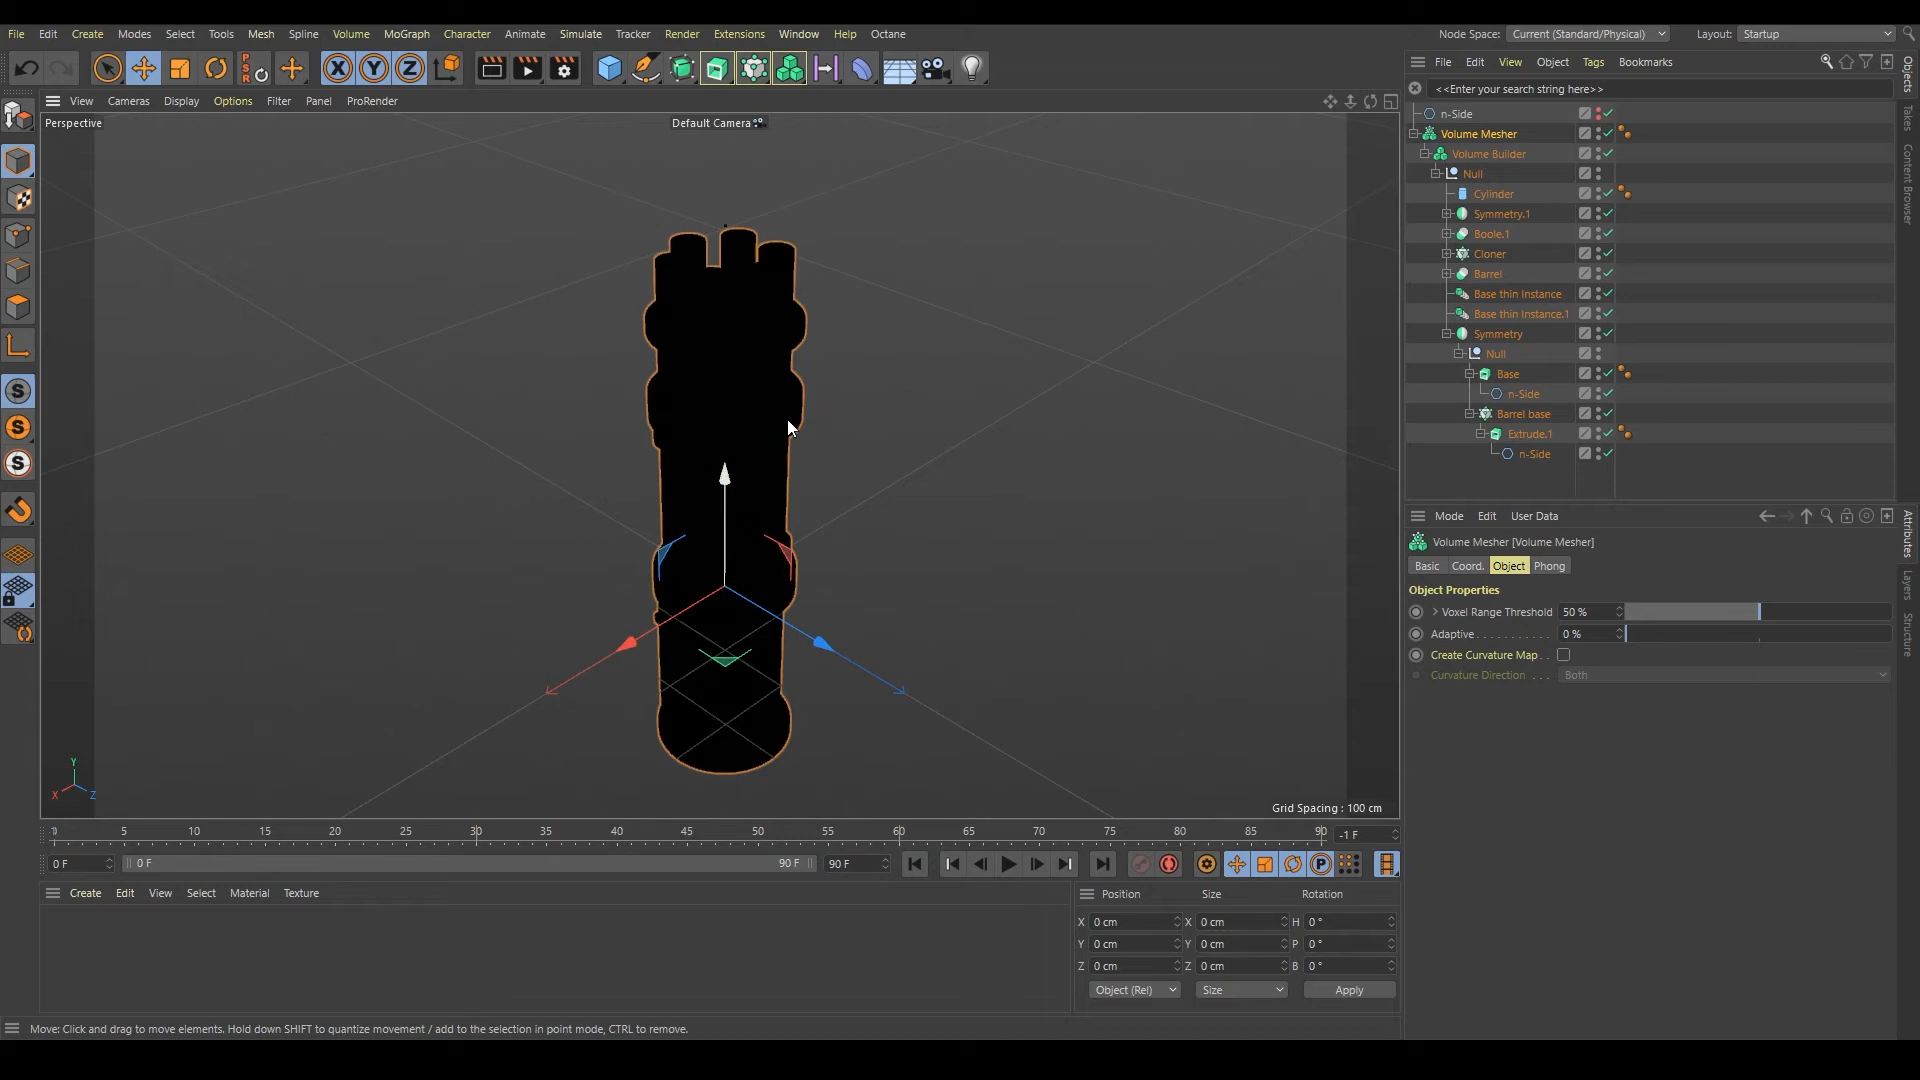 File Edit Create Modes Select Tools Mesh Spline Volume MoGraph Character Animate Simulate Tracker Render Extensions Window Help Octane
Node Space: Current (Standard/Physical) Layout: Startup
PSR X Y Z
File Edit View Object Tags Bookmarks
<<Enter your search string here>>
View Cameras Display Options Filter Panel ProRender
Perspective
Default Camera
n-Side
Volume Mesher
Volume Builder
Null
Cylinder
Symmetry.1
Boole.1
Cloner
Barrel
Base thin Instance
Base thin Instance.1
Symmetry
Null
Base
n-Side
Barrel base
Extrude.1
n-Side
Objects
Takes
Content Browser
Mode Edit User Data
Volume Mesher [Volume Mesher]
Basic Coord. Object Phong
Object Properties
Voxel Range Threshold 50 %
Adaptive . . . . . . . . . . . 0 %
Create Curvature Map . .
Curvature Direction . . . Both
Attributes
Layers
Structure
S
S
S
Y
X Z
Grid Spacing : 100 cm
5 10 15 20 25 30 35 40 45 50 55 60 65 70 75 80 85 90 -1 F
0 F 0 F 90 F 90 F P
Create Edit View Select Material Texture
Position Size Rotation
X 0 cm X 0 cm H 0 °
Y 0 cm Y 0 cm P 0 °
Z 0 cm Z 0 cm B 0 °
Object (Rel) Size Apply
Move: Click and drag to move elements. Hold down SHIFT to quantize movement / add to the selection in point mode, CTRL to remove.